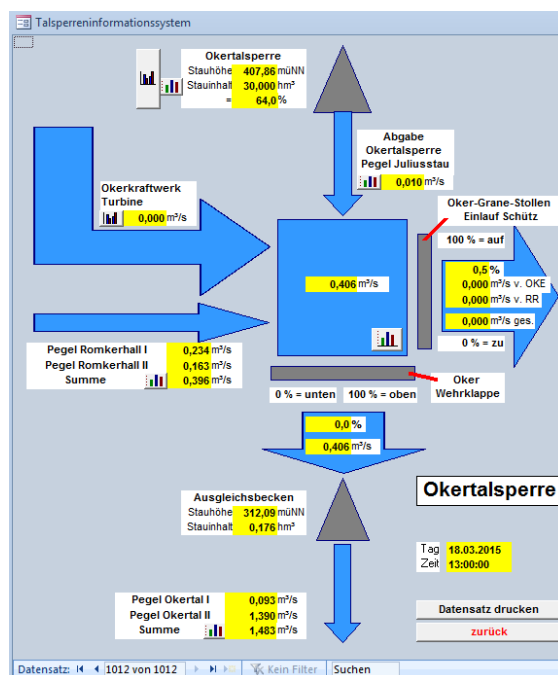 Talsperreninformationssystem
Okertalsperre
Stauhöhe 407,86 müNN
Stauinhalt 30,000 hm³
= 64,0 %
Abgabe
Okertalsperre
Pegel Juliusstau
0,010 m³/s
Okerkraftwerk
Turbine
0,000 m³/s
Oker-Grane-Stollen
Einlauf Schütz
100 % = auf
0,5 %
0,000 m³/s v. OKE
0,000 m³/s v. RR
0,000 m³/s ges.
0 % = zu
0,406 m³/s
Pegel Romkerhall I 0,234 m³/s
Pegel Romkerhall II 0,163 m³/s
Summe 0,396 m³/s
0 % = unten 100 % = oben
Oker
Wehrklappe
0,0 %
0,406 m³/s
Ausgleichsbecken
Stauhöhe 312,09 müNN
Stauinhalt 0,176 hm³
Okertalsperre
Tag 18.03.2015
Zeit 13:00:00
Pegel Okertal I 0,093 m³/s
Pegel Okertal II 1,390 m³/s
Summe 1,483 m³/s
Datensatz drucken
zurück
Datensatz: 1012 von 1012 Kein Filter Suchen